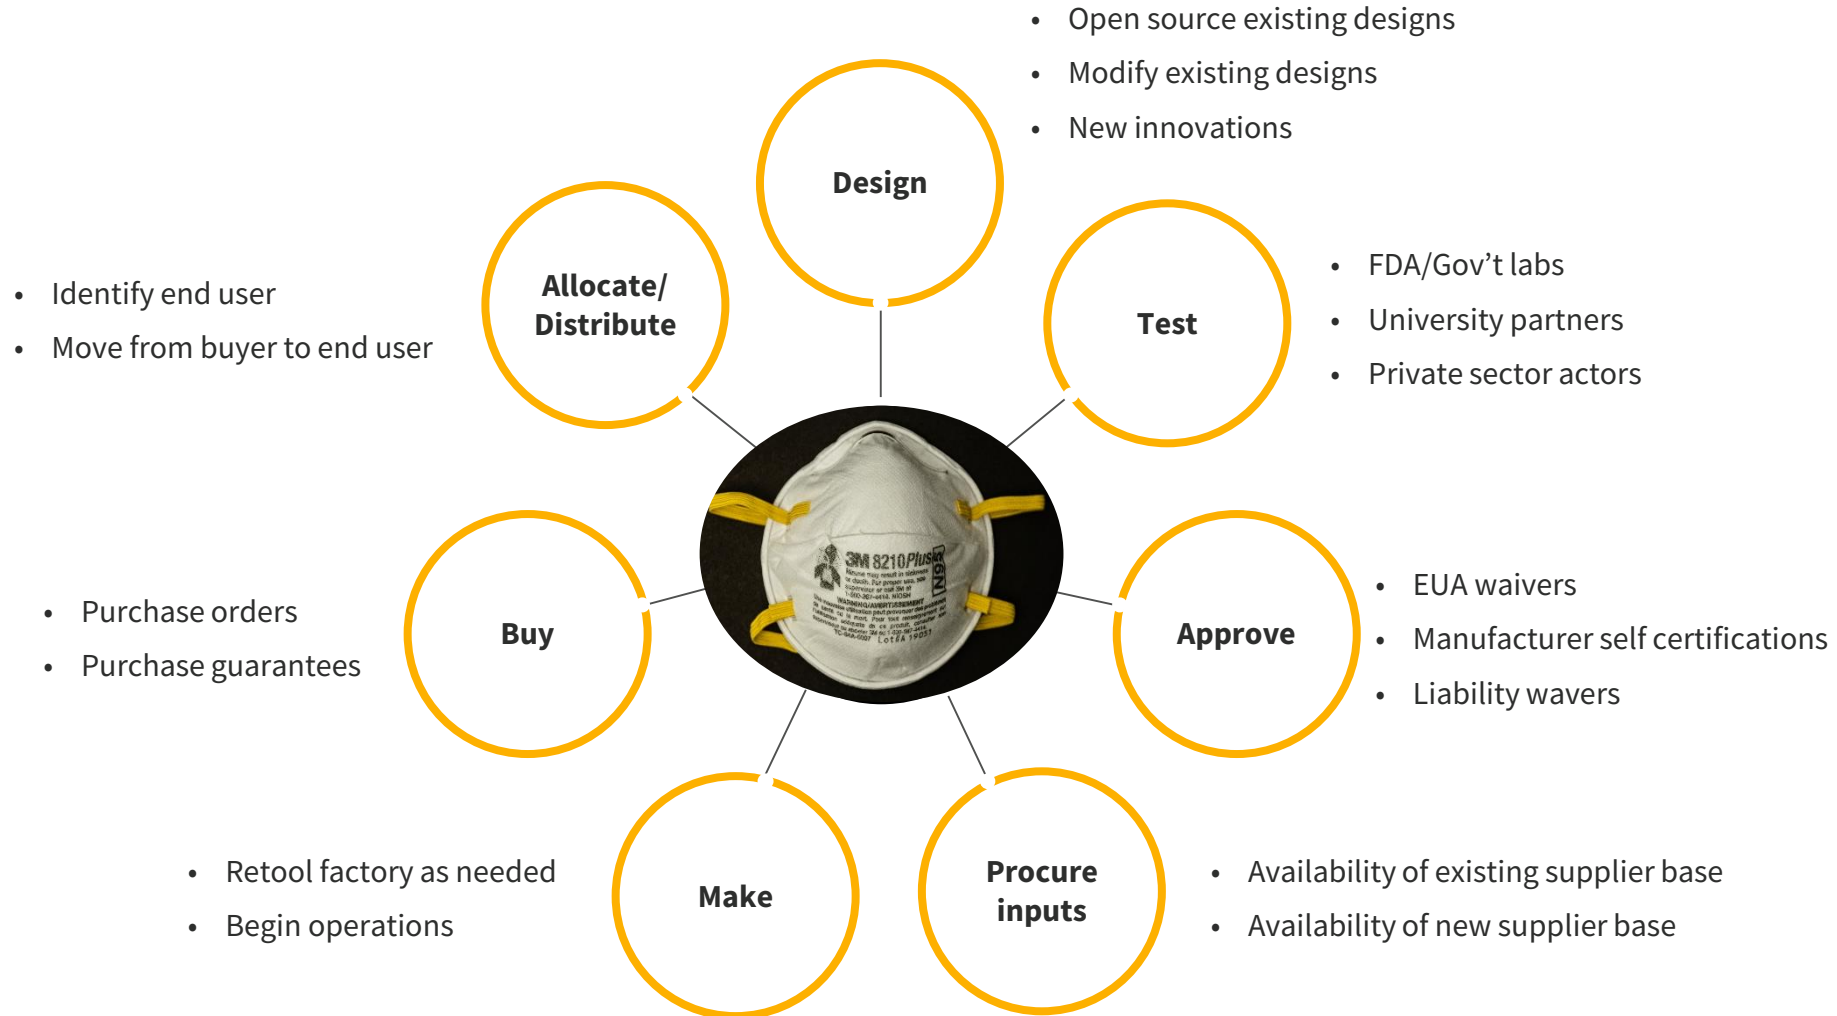 • Open source existing designs
• Modify existing designs
• New innovations
Design
Test
• FDA/Gov't labs
• University partners
• Private sector actors
Approve
• EUA waivers
• Manufacturer self certifications
• Liability wavers
Procure
inputs
• Availability of existing supplier base
• Availability of new supplier base
Make
• Retool factory as needed
• Begin operations
Buy
• Purchase orders
• Purchase guarantees
Allocate/
Distribute
• Identify end user
• Move from buyer to end user
3M 8210Plus
N95
WARNING/AVERTISSEMENT